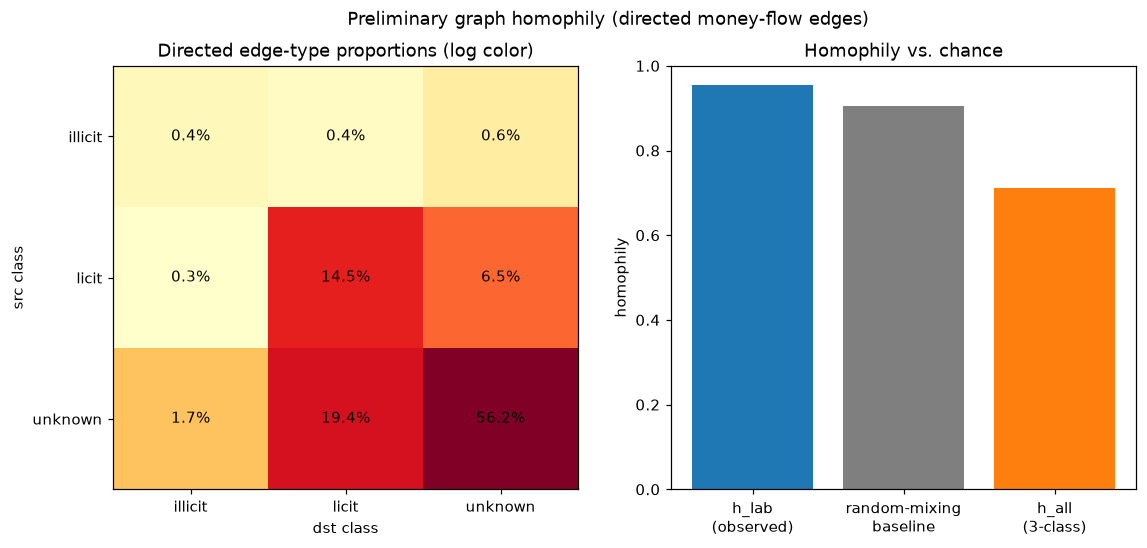 Preliminary graph homophily (directed money-flow edges)
Directed edge-type proportions (log color)
illicit
licit
unknown
src class
0.4% 0.4% 0.6%
0.3% 14.5% 6.5%
1.7% 19.4% 56.2%
illicit licit unknown
dst class
Homophily vs. chance
1.0
0.8
0.6
0.4
0.2
0.0
homophily
h_lab
(observed)
random-mixing
baseline
h_all
(3-class)